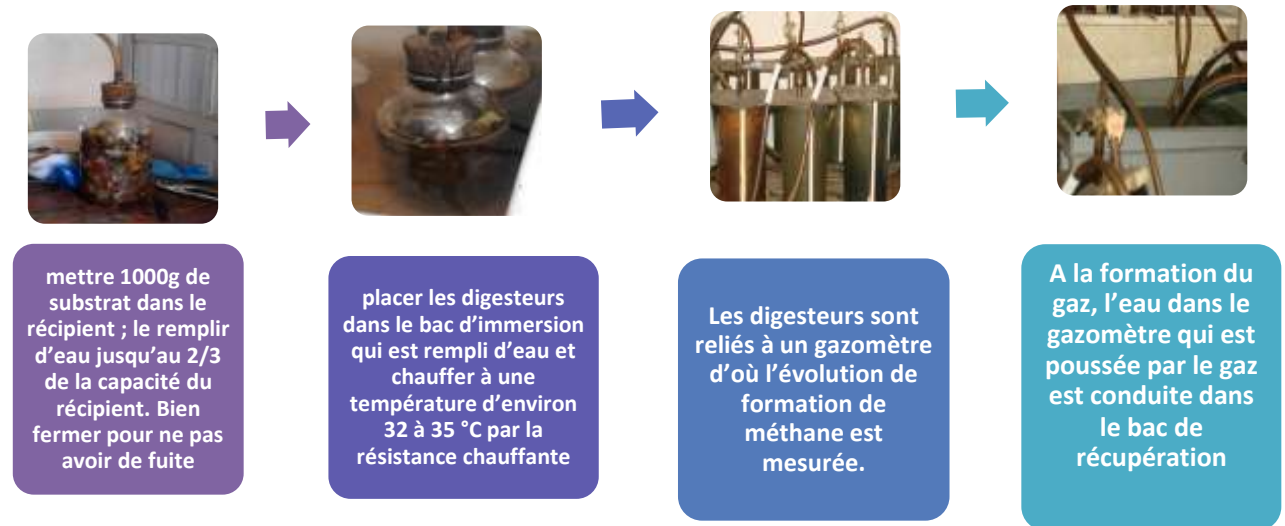 mettre 1000g de
substrat dans le
récipient ; le remplir
d'eau jusqu'au 2/3
de la capacité du
récipient. Bien
fermer pour ne pas
avoir de fuite
placer les digesteurs
dans le bac d'immersion
qui est rempli d'eau et
chauffer à une
température d'environ
32 à 35 °C par la
résistance chauffante
Les digesteurs sont
reliés à un gazomètre
d'où l'évolution de
formation de
méthane est
mesurée.
A la formation du
gaz, l'eau dans le
gazomètre qui est
poussée par le gaz
est conduite dans
le bac de
récupération